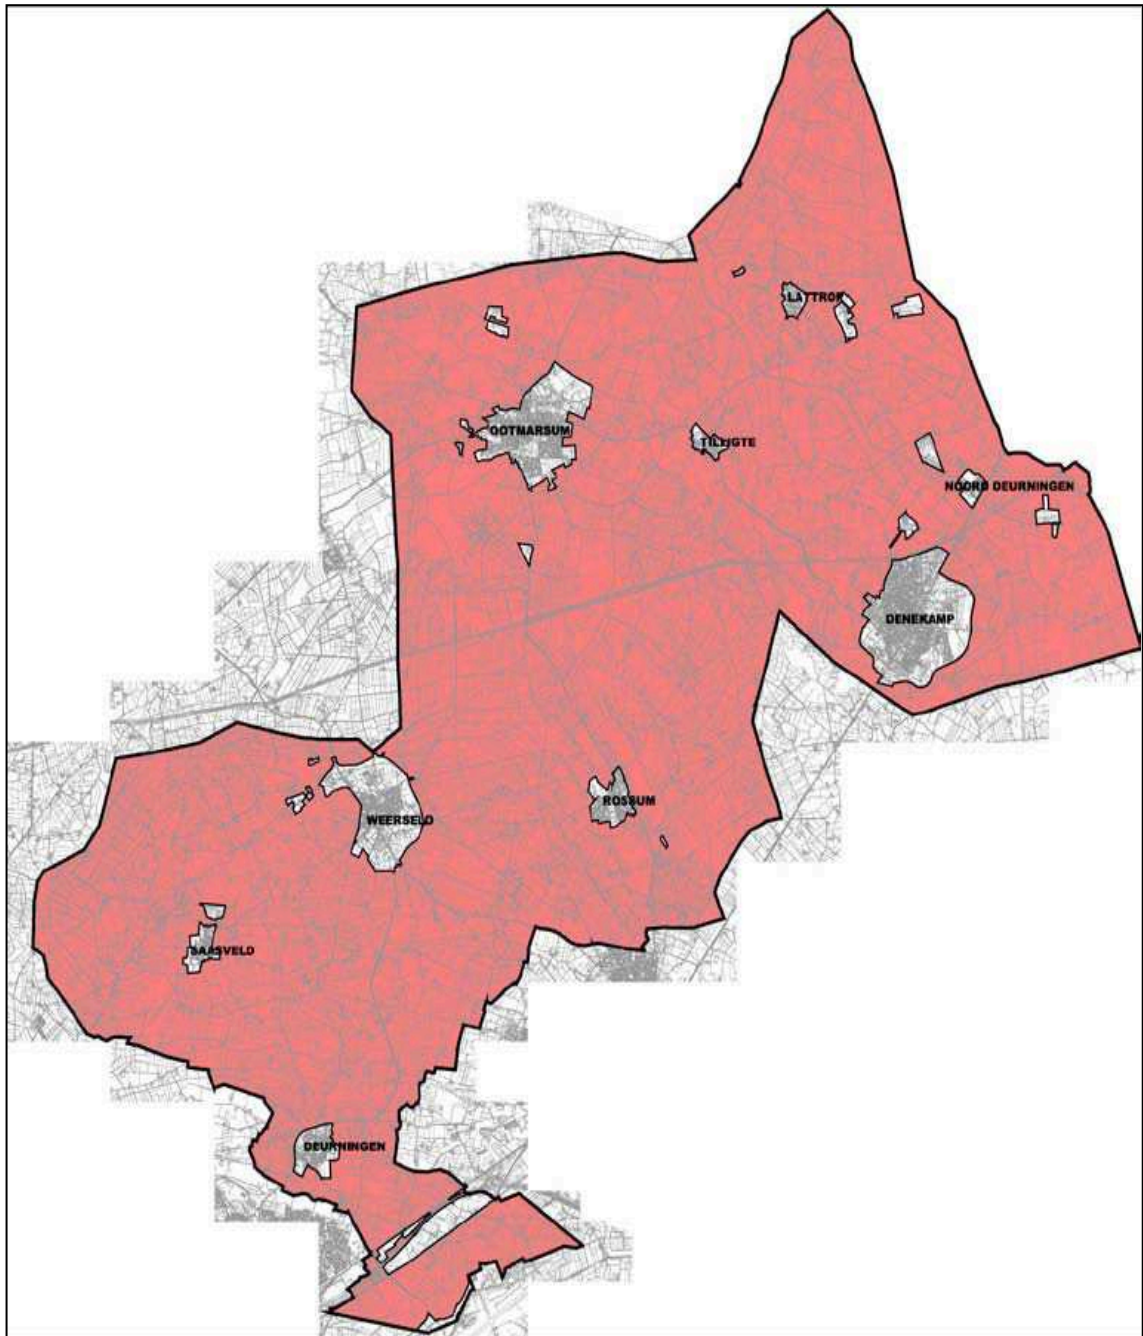 LATTROP
OOTMARSUM
TILLIGTE
NOORD DEURNINGEN
DENEKAMP
ROSSUM
WEERSELO
SAASVELD
DEURNINGEN